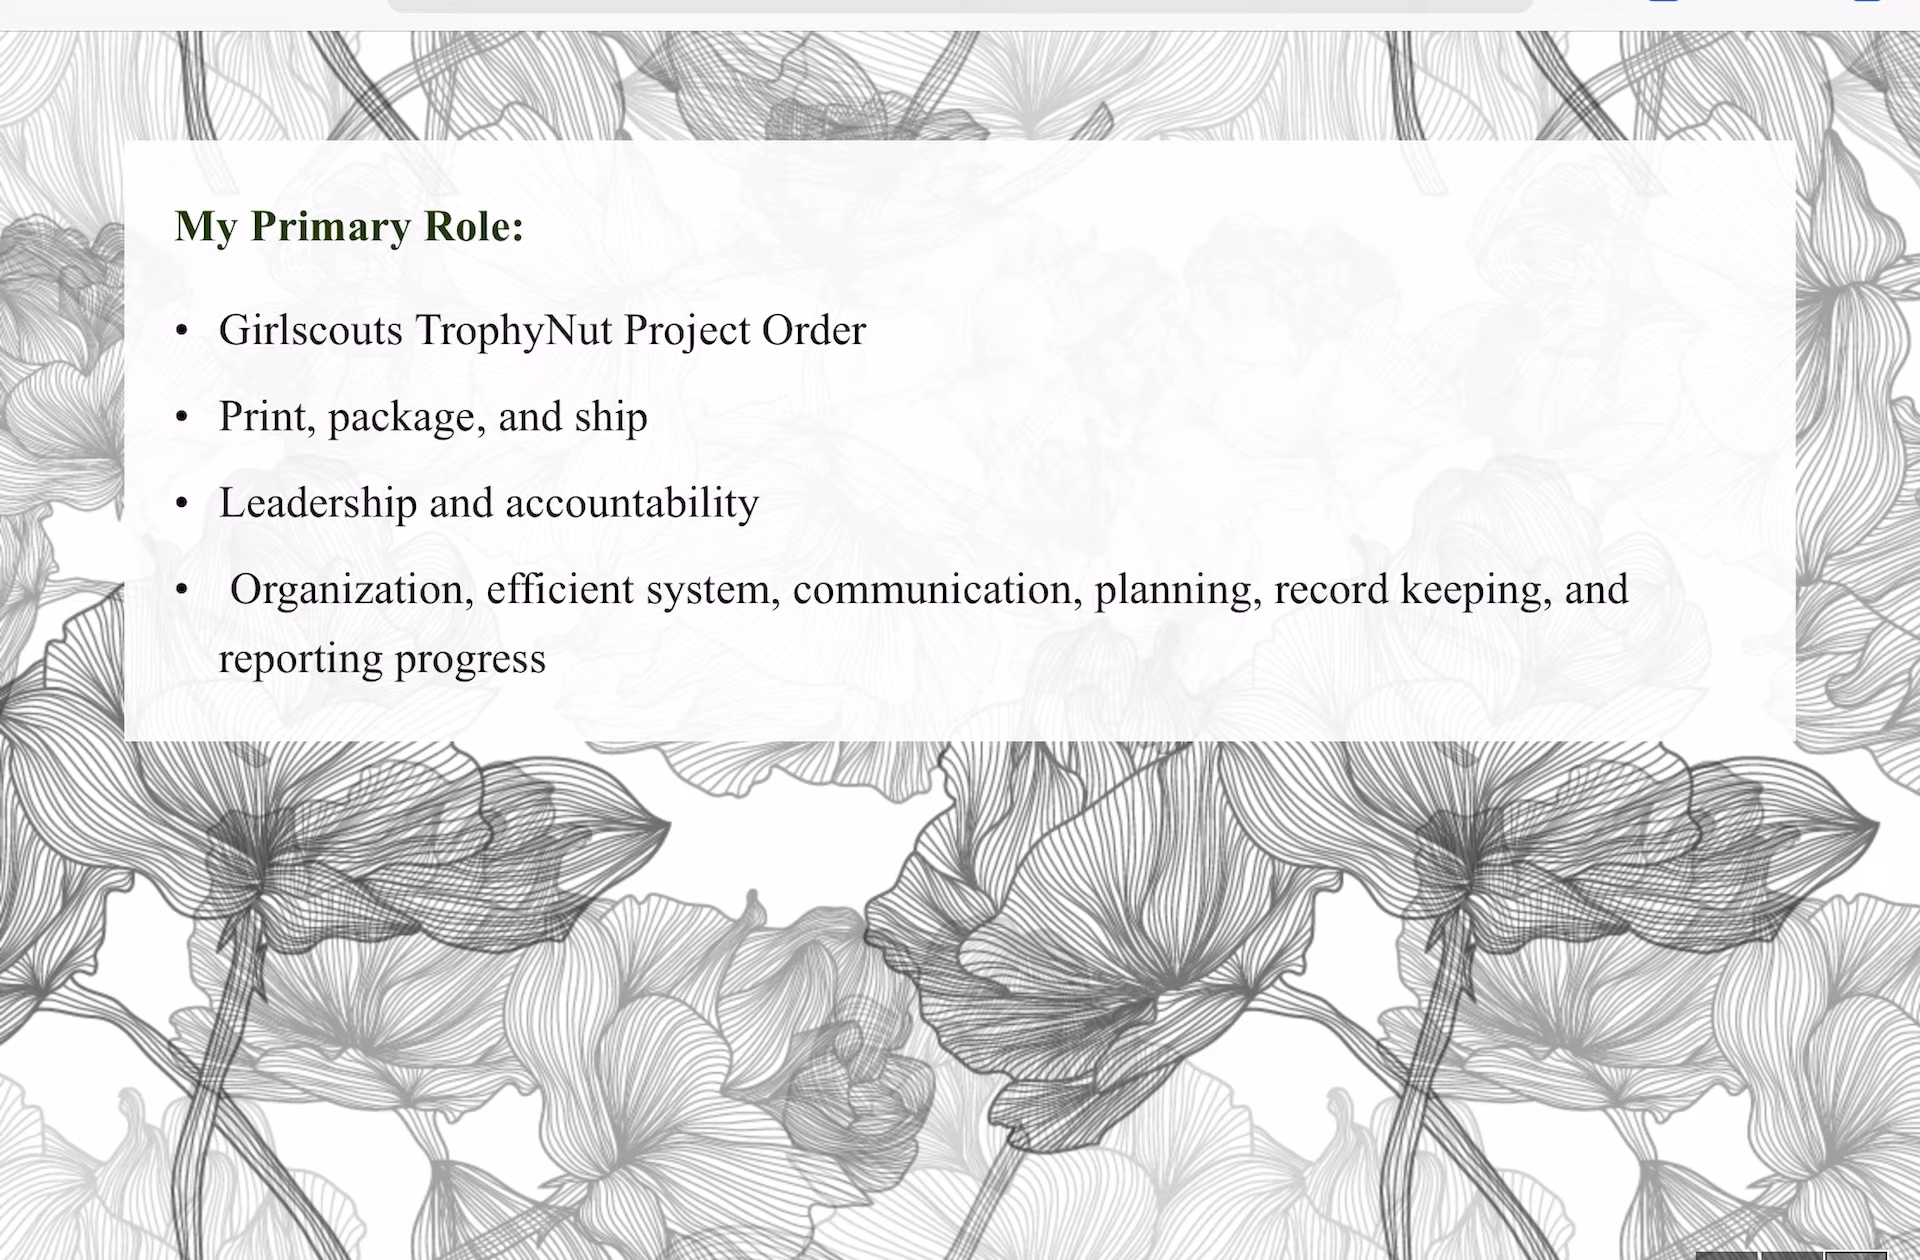 My Primary Role:
• Girlscouts TrophyNut Project Order
• Print, package, and ship
• Leadership and accountability
• Organization, efficient system, communication, planning, record keeping, and
reporting progress